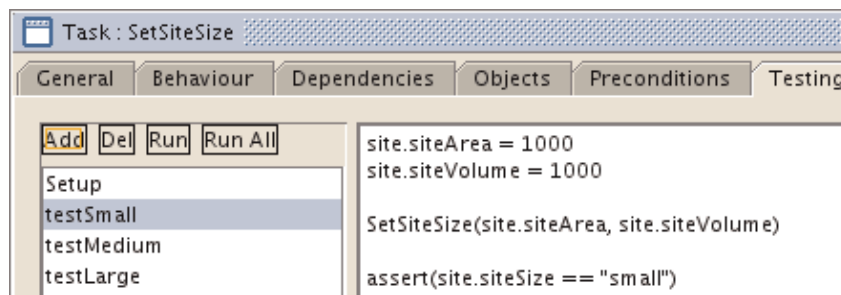 Task : SetSiteSize
General Behaviour Dependencies Objects Preconditions Testing
Add Del Run Run All
Setup
testSmall
testMedium
testLarge
site.siteArea = 1000
site.siteVolume = 1000
SetSiteSize(site.siteArea, site.siteVolume)
assert(site.siteSize == "small")